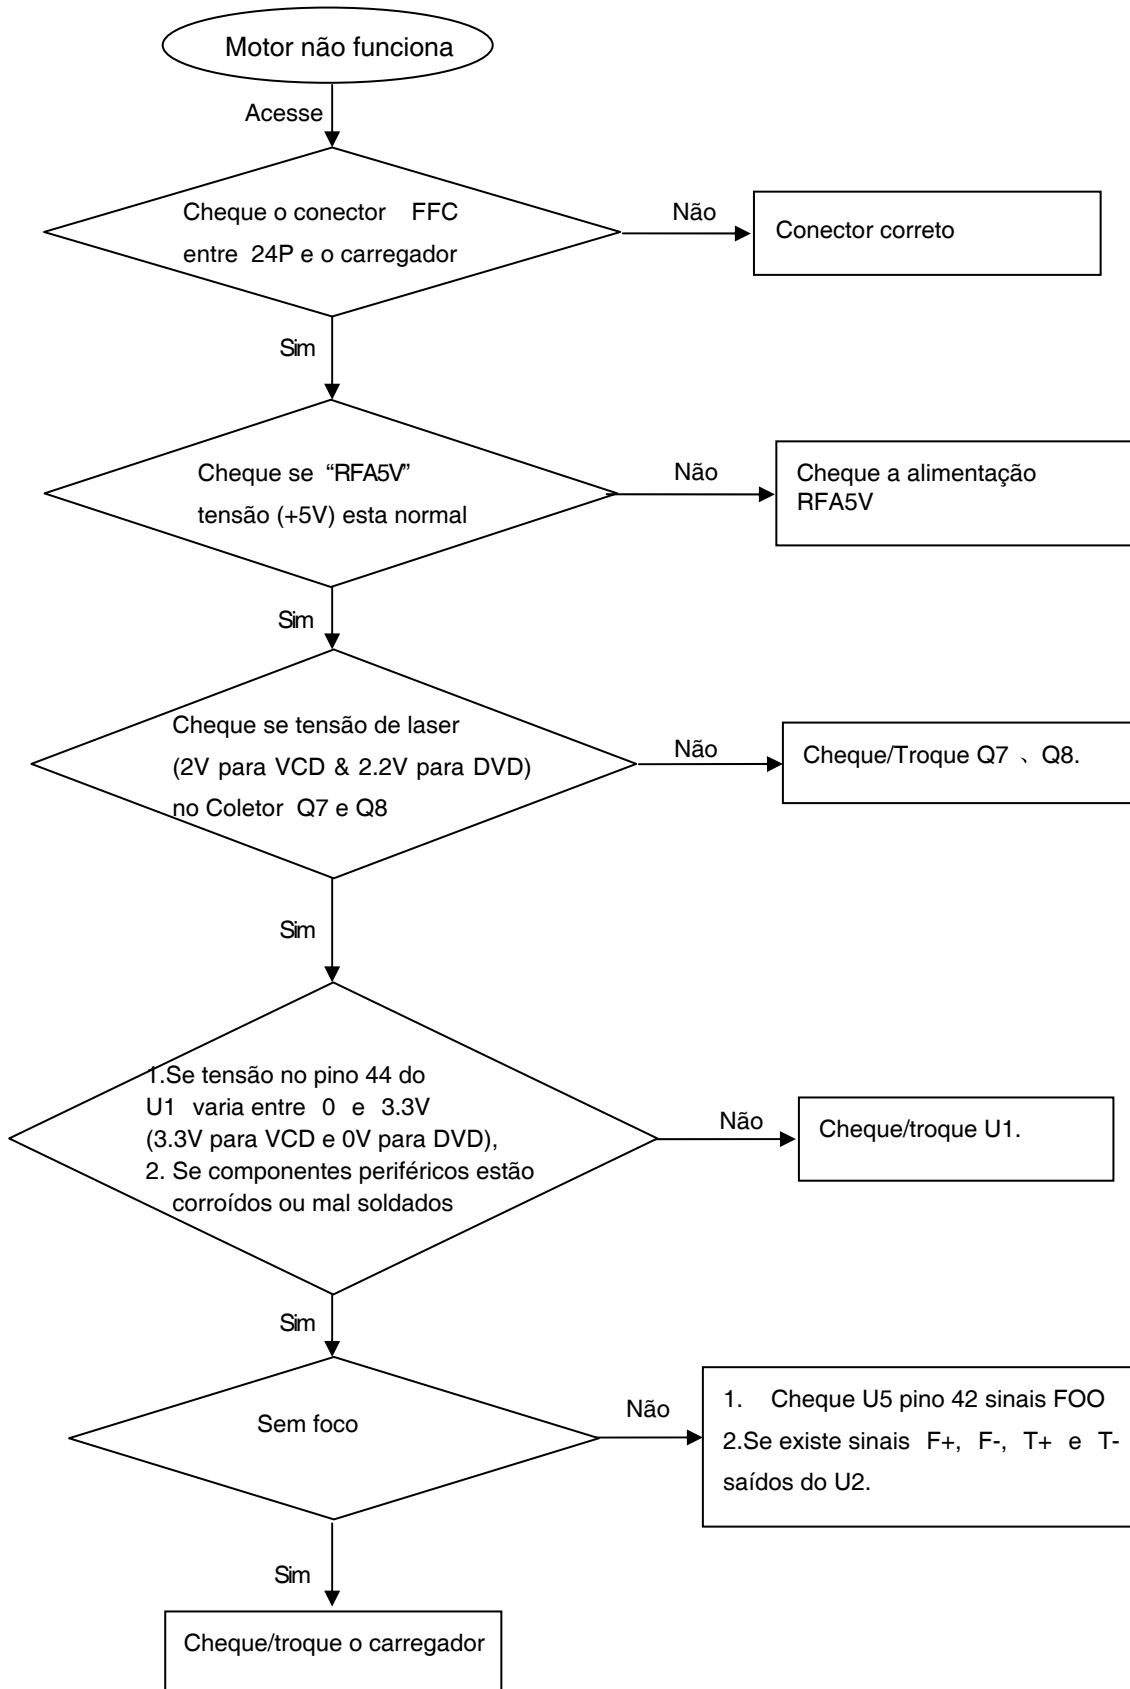 Motor não funciona
Acesse
Cheque o conector FFC
entre 24P e o carregador
Não
Conector correto
Sim
Cheque se “RFA5V”
tensão (+5V) esta normal
Não
Cheque a alimentação
RFA5V
Sim
Cheque se tensão de laser
(2V para VCD & 2.2V para DVD)
no Coletor Q7 e Q8
Não
Cheque/Troque Q7 、 Q8.
Sim
1.Se tensão no pino 44 do
U1 varia entre 0 e 3.3V
(3.3V para VCD e 0V para DVD),
2. Se componentes periféricos estão
corroídos ou mal soldados
Não
Cheque/troque U1.
Sim
Sem foco
Não
1. Cheque U5 pino 42 sinais FOO
2.Se existe sinais F+, F-, T+ e T-
saídos do U2.
Sim
Cheque/troque o carregador